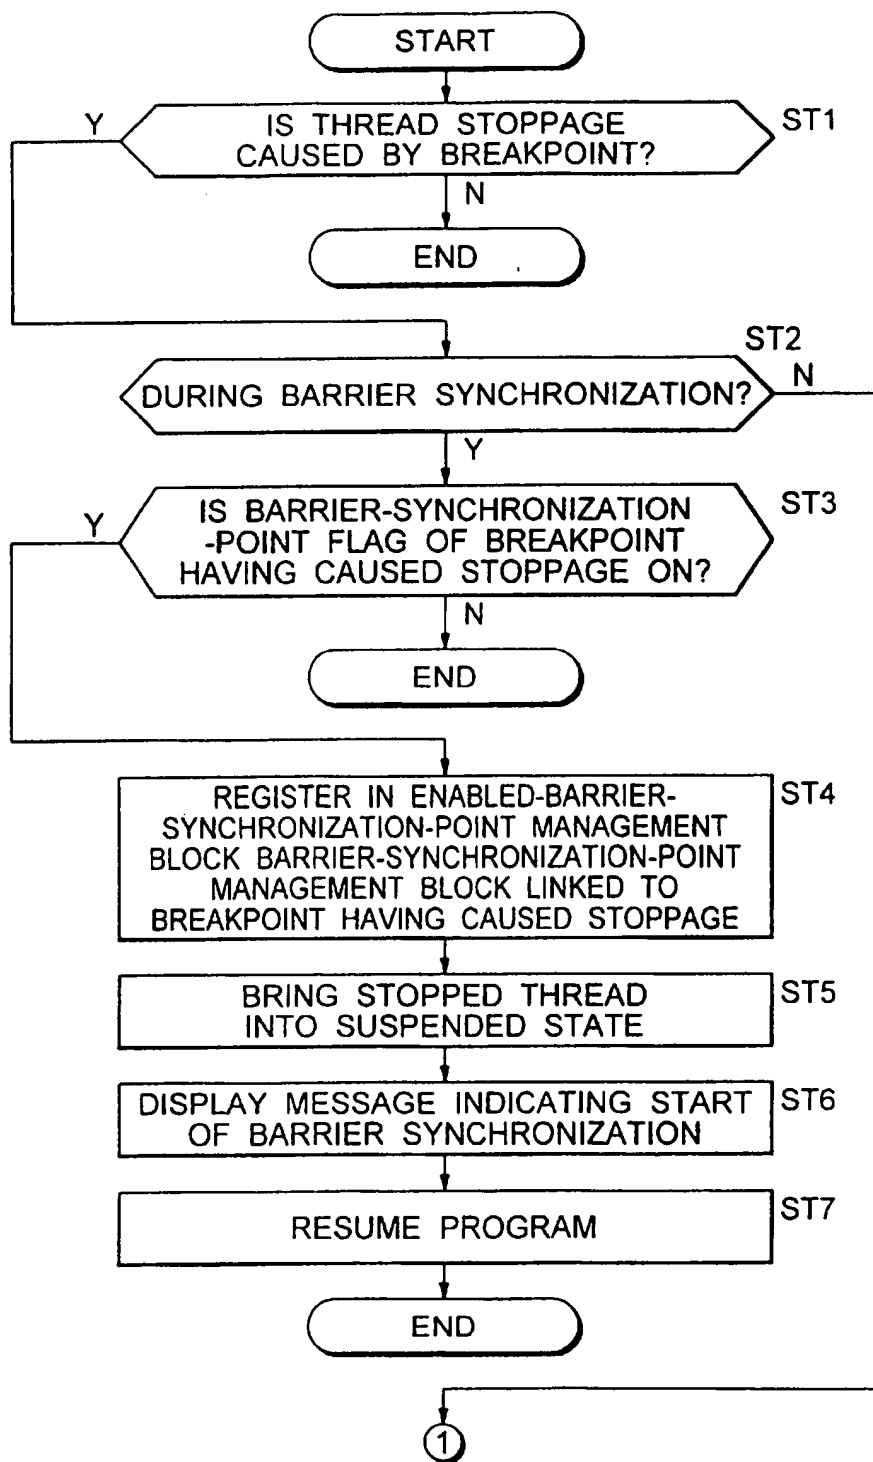 START
Y
IS THREAD STOPPAGE
CAUSED BY BREAKPOINT?
ST1
N
END
ST2
DURING BARRIER SYNCHRONIZATION?
N
Y
Y
IS BARRIER-SYNCHRONIZATION
-POINT FLAG OF BREAKPOINT
HAVING CAUSED STOPPAGE ON?
ST3
N
END
REGISTER IN ENABLED-BARRIER-
SYNCHRONIZATION-POINT MANAGEMENT
BLOCK BARRIER-SYNCHRONIZATION-POINT
MANAGEMENT BLOCK LINKED TO
BREAKPOINT HAVING CAUSED STOPPAGE
ST4
BRING STOPPED THREAD
INTO SUSPENDED STATE
ST5
DISPLAY MESSAGE INDICATING START
OF BARRIER SYNCHRONIZATION
ST6
RESUME PROGRAM
ST7
END
1